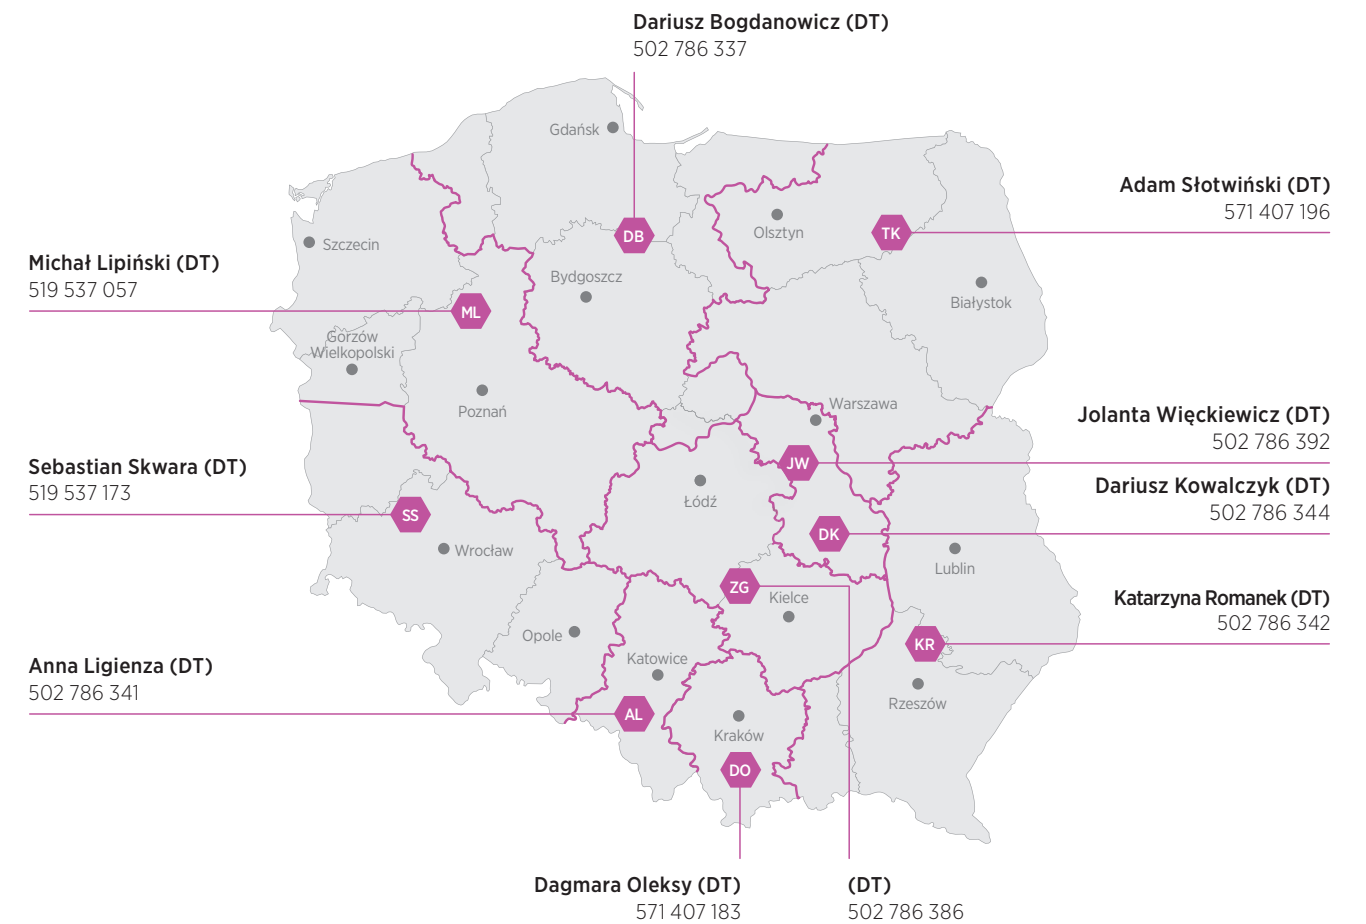 Dariusz Bogdanowicz (DT)
502 786 337
Gdańsk
Adam Słotwiński (DT)
571 407 196
Olsztyn
TK
DB
Szczecin
Michał Lipiński (DT)
519 537 057
Bydgoszcz
Białystok
ML
Gorzów
Wielkopolski
Poznań
Warszawa
Jolanta Więckiewicz (DT)
502 786 392
JW
Sebastian Skwara (DT)
519 537 173
Dariusz Kowalczyk (DT)
502 786 344
Łódź
SS
DK
Wrocław
Lublin
ZG
Kielce
Katarzyna Romanek (DT)
502 786 342
Opole
KR
Katowice
Anna Ligienza (DT)
502 786 341
Rzeszów
AL
Kraków
DO
Dagmara Oleksy (DT)
571 407 183
(DT)
502 786 386